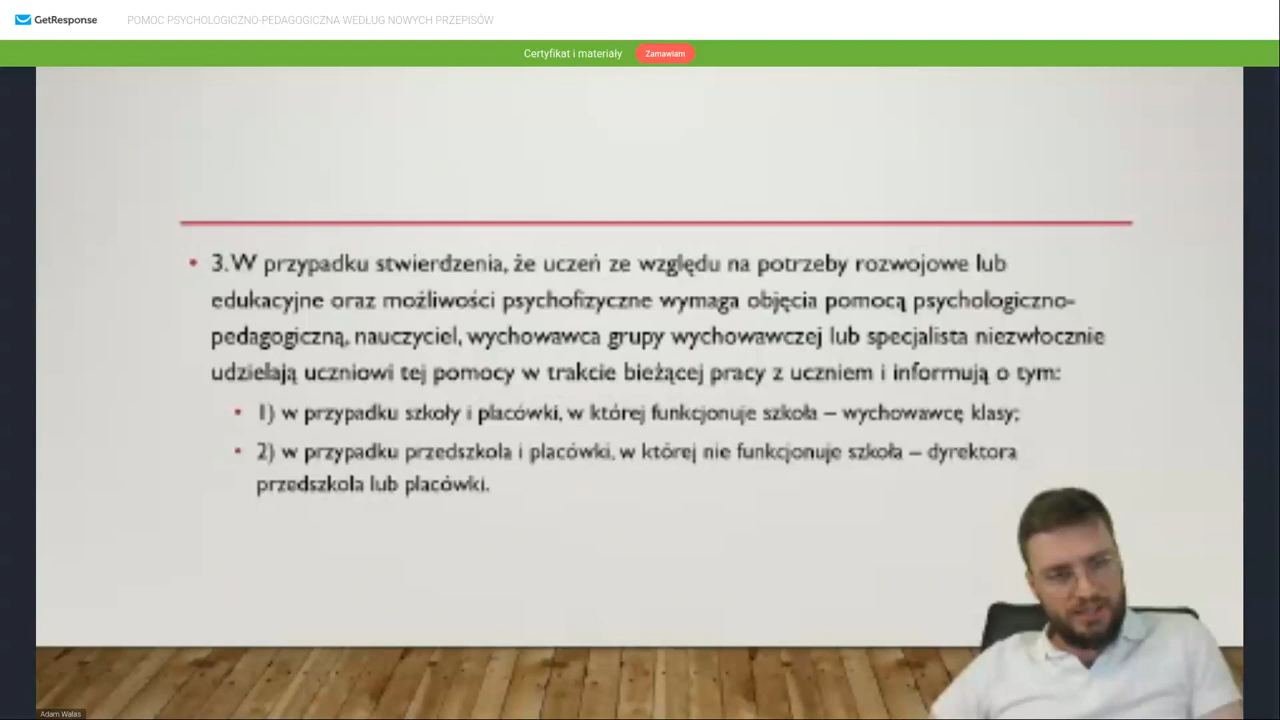 GetResponse
POMOC PSYCHOLOGICZNO-PEDAGOGICZNA WEDŁUG NOWYCH PRZEPISÓW
Certyfikat i materiały
Zamawiam
• 3. W przypadku stwierdzenia, że uczeń ze względu na potrzeby rozwojowe lub
edukacyjne oraz możliwości psychofizyczne wymaga objęcia pomocą psychologiczno-
pedagogiczną, nauczyciel, wychowawca grupy wychowawczej lub specjalista niezwłocznie
udzielają uczniowi tej pomocy w trakcie bieżącej pracy z uczniem i informują o tym:
• 1) w przypadku szkoły i placówki, w której funkcjonuje szkoła – wychowawcę klasy;
• 2) w przypadku przedszkola i placówki, w której nie funkcjonuje szkoła – dyrektora
przedszkola lub placówki.
Adam Walas